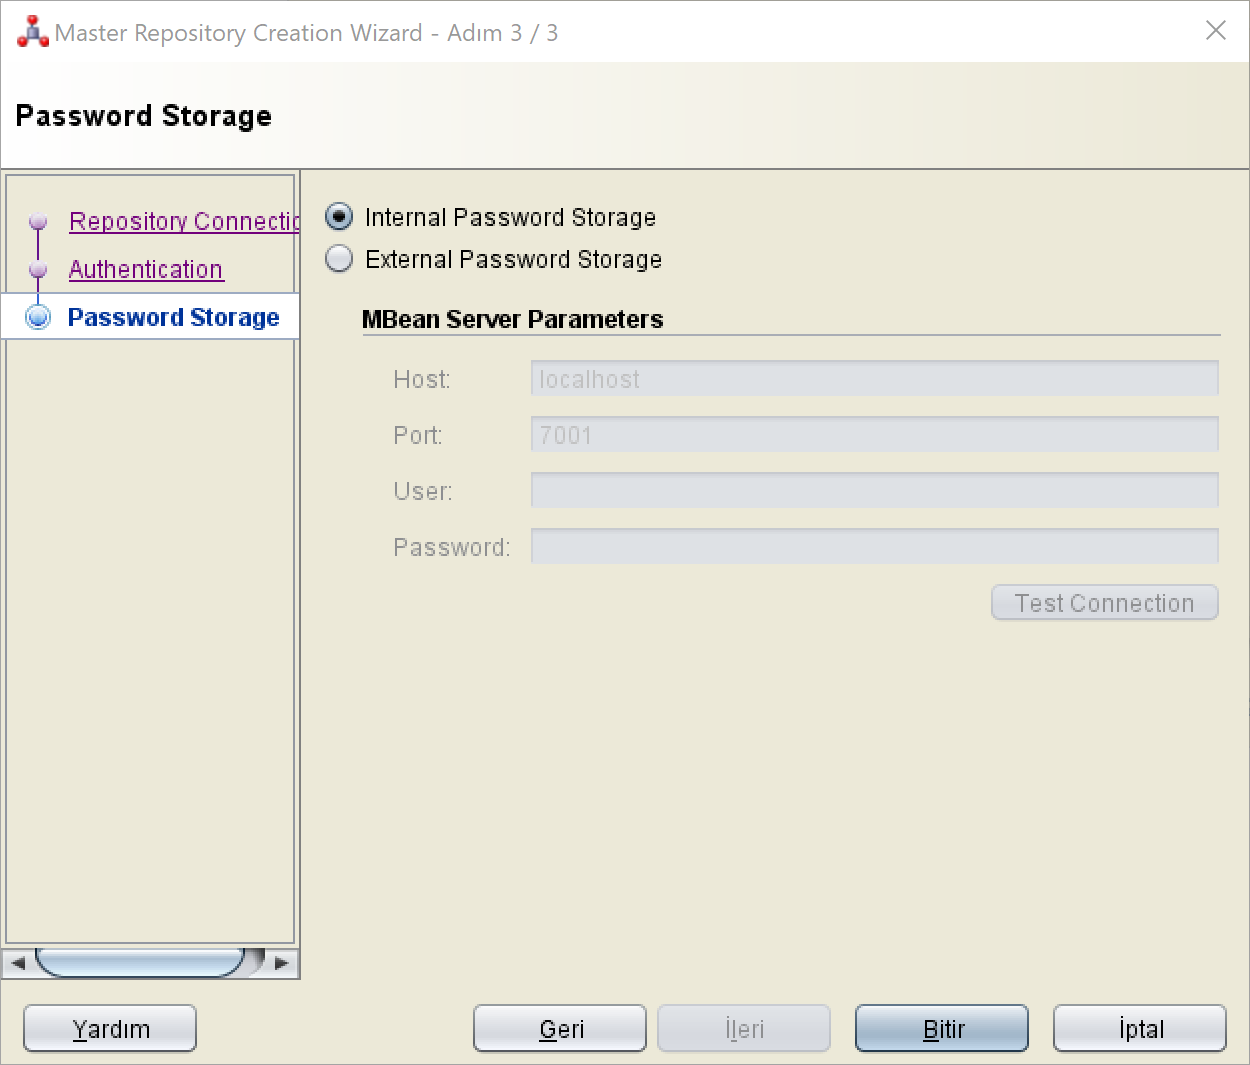 Master Repository Creation Wizard - Adım 3 / 3
Password Storage
Repository Connectio
Authentication
Password Storage
Internal Password Storage
External Password Storage
MBean Server Parameters
Host: localhost
Port: 7001
User:
Password:
Test Connection
Yardım Geri İleri Bitir İptal